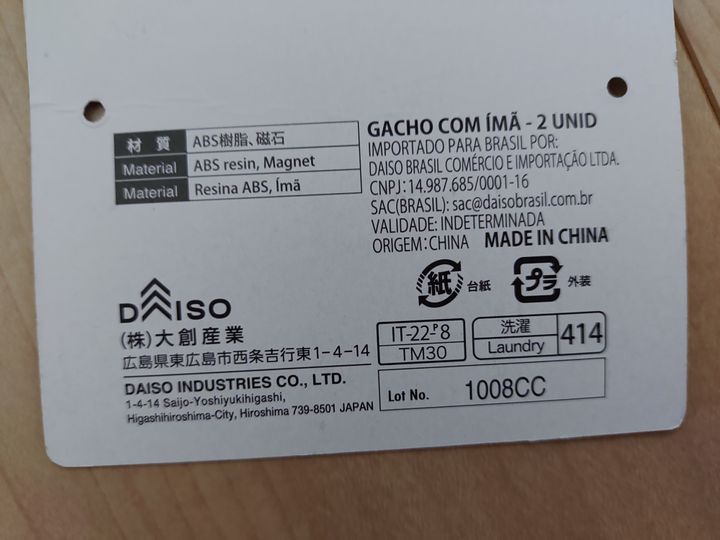 材 質 ABS樹脂、磁石
Material ABS resin, Magnet
Material Resina ABS, Ímã
GACHO COM ÍMÃ - 2 UNID
IMPORTADO PARA BRASIL POR:
DAISO BRASIL COMÉRCIO E IMPORTAÇÃO LTDA.
CNPJ: 14.987.685/0001-16
SAC(BRASIL): sac@daisobrasil.com.br
VALIDADE: INDETERMINADA
ORIGEM: CHINA MADE IN CHINA
紙 台紙 プラ 外装
DAISO
(株)大創産業
広島県東広島市西条吉行東1-4-14
DAISO INDUSTRIES CO., LTD.
1-4-14 Saijo-Yoshiyukihigashi,
Higashihiroshima-City, Hiroshima 739-8501 JAPAN
IT-22-P8
TM30
洗濯
Laundry
414
Lot No. 1008CC